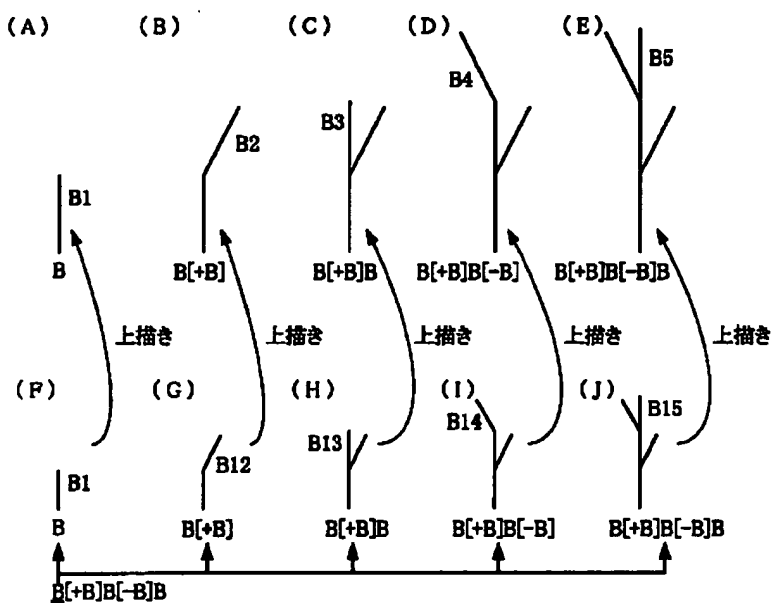 (A) (B) (C) (D) (E)
B1 B2 B3 B4 B5
B B[+B] B[+B]B B[+B]B[-B] B[+B]B[-B]B
上描き 上描き 上描き 上描き 上描き
(F) (G) (H) (I) (J)
B1 B12 B13 B14 B15
B B[+B] B[+B]B B[+B]B[-B] B[+B]B[-B]B
B[+B]B[-B]B